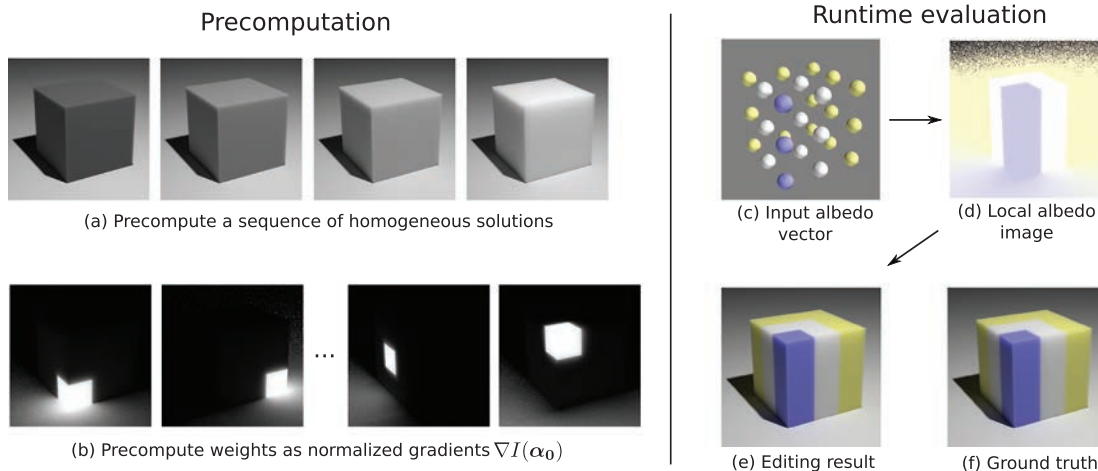 Precomputation
(a) Precompute a sequence of homogeneous solutions
...
(b) Precompute weights as normalized gradients ∇I(α₀)
Runtime evaluation
(c) Input albedo
vector
(d) Local albedo
image
(e) Editing result
(f) Ground truth